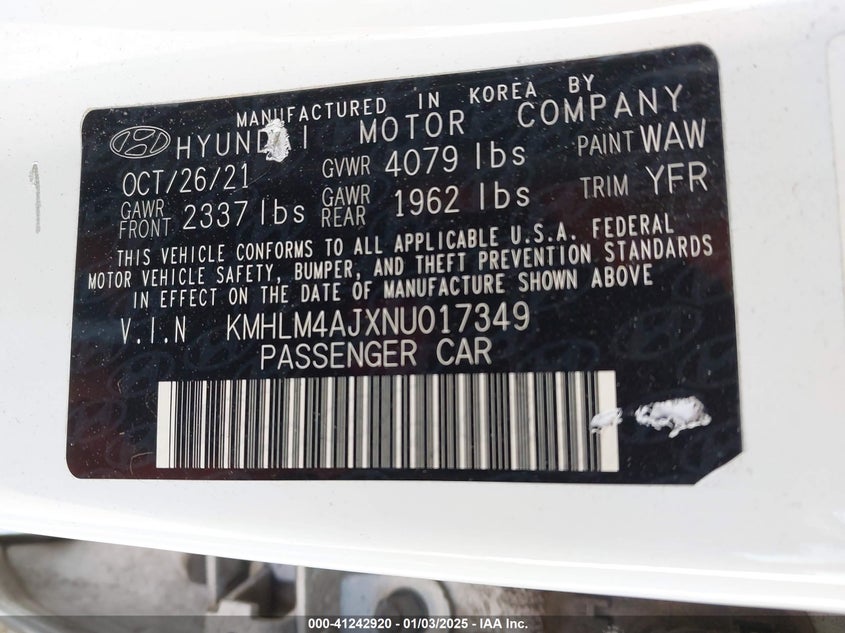 MANUFACTURED IN KOREA BY
HYUNDAI MOTOR COMPANY
OCT/26/21 GVWR 4079 lbs PAINT WAW
GAWR FRONT 2337 lbs GAWR REAR 1962 lbs TRIM YFR
THIS VEHICLE CONFORMS TO ALL APPLICABLE U.S.A. FEDERAL
MOTOR VEHICLE SAFETY, BUMPER, AND THEFT PREVENTION STANDARDS
IN EFFECT ON THE DATE OF MANUFACTURE SHOWN ABOVE
V.I.N KMHLM4AJXNU017349
PASSENGER CAR
000-41242920 - 01/03/2025 - IAA, Inc.